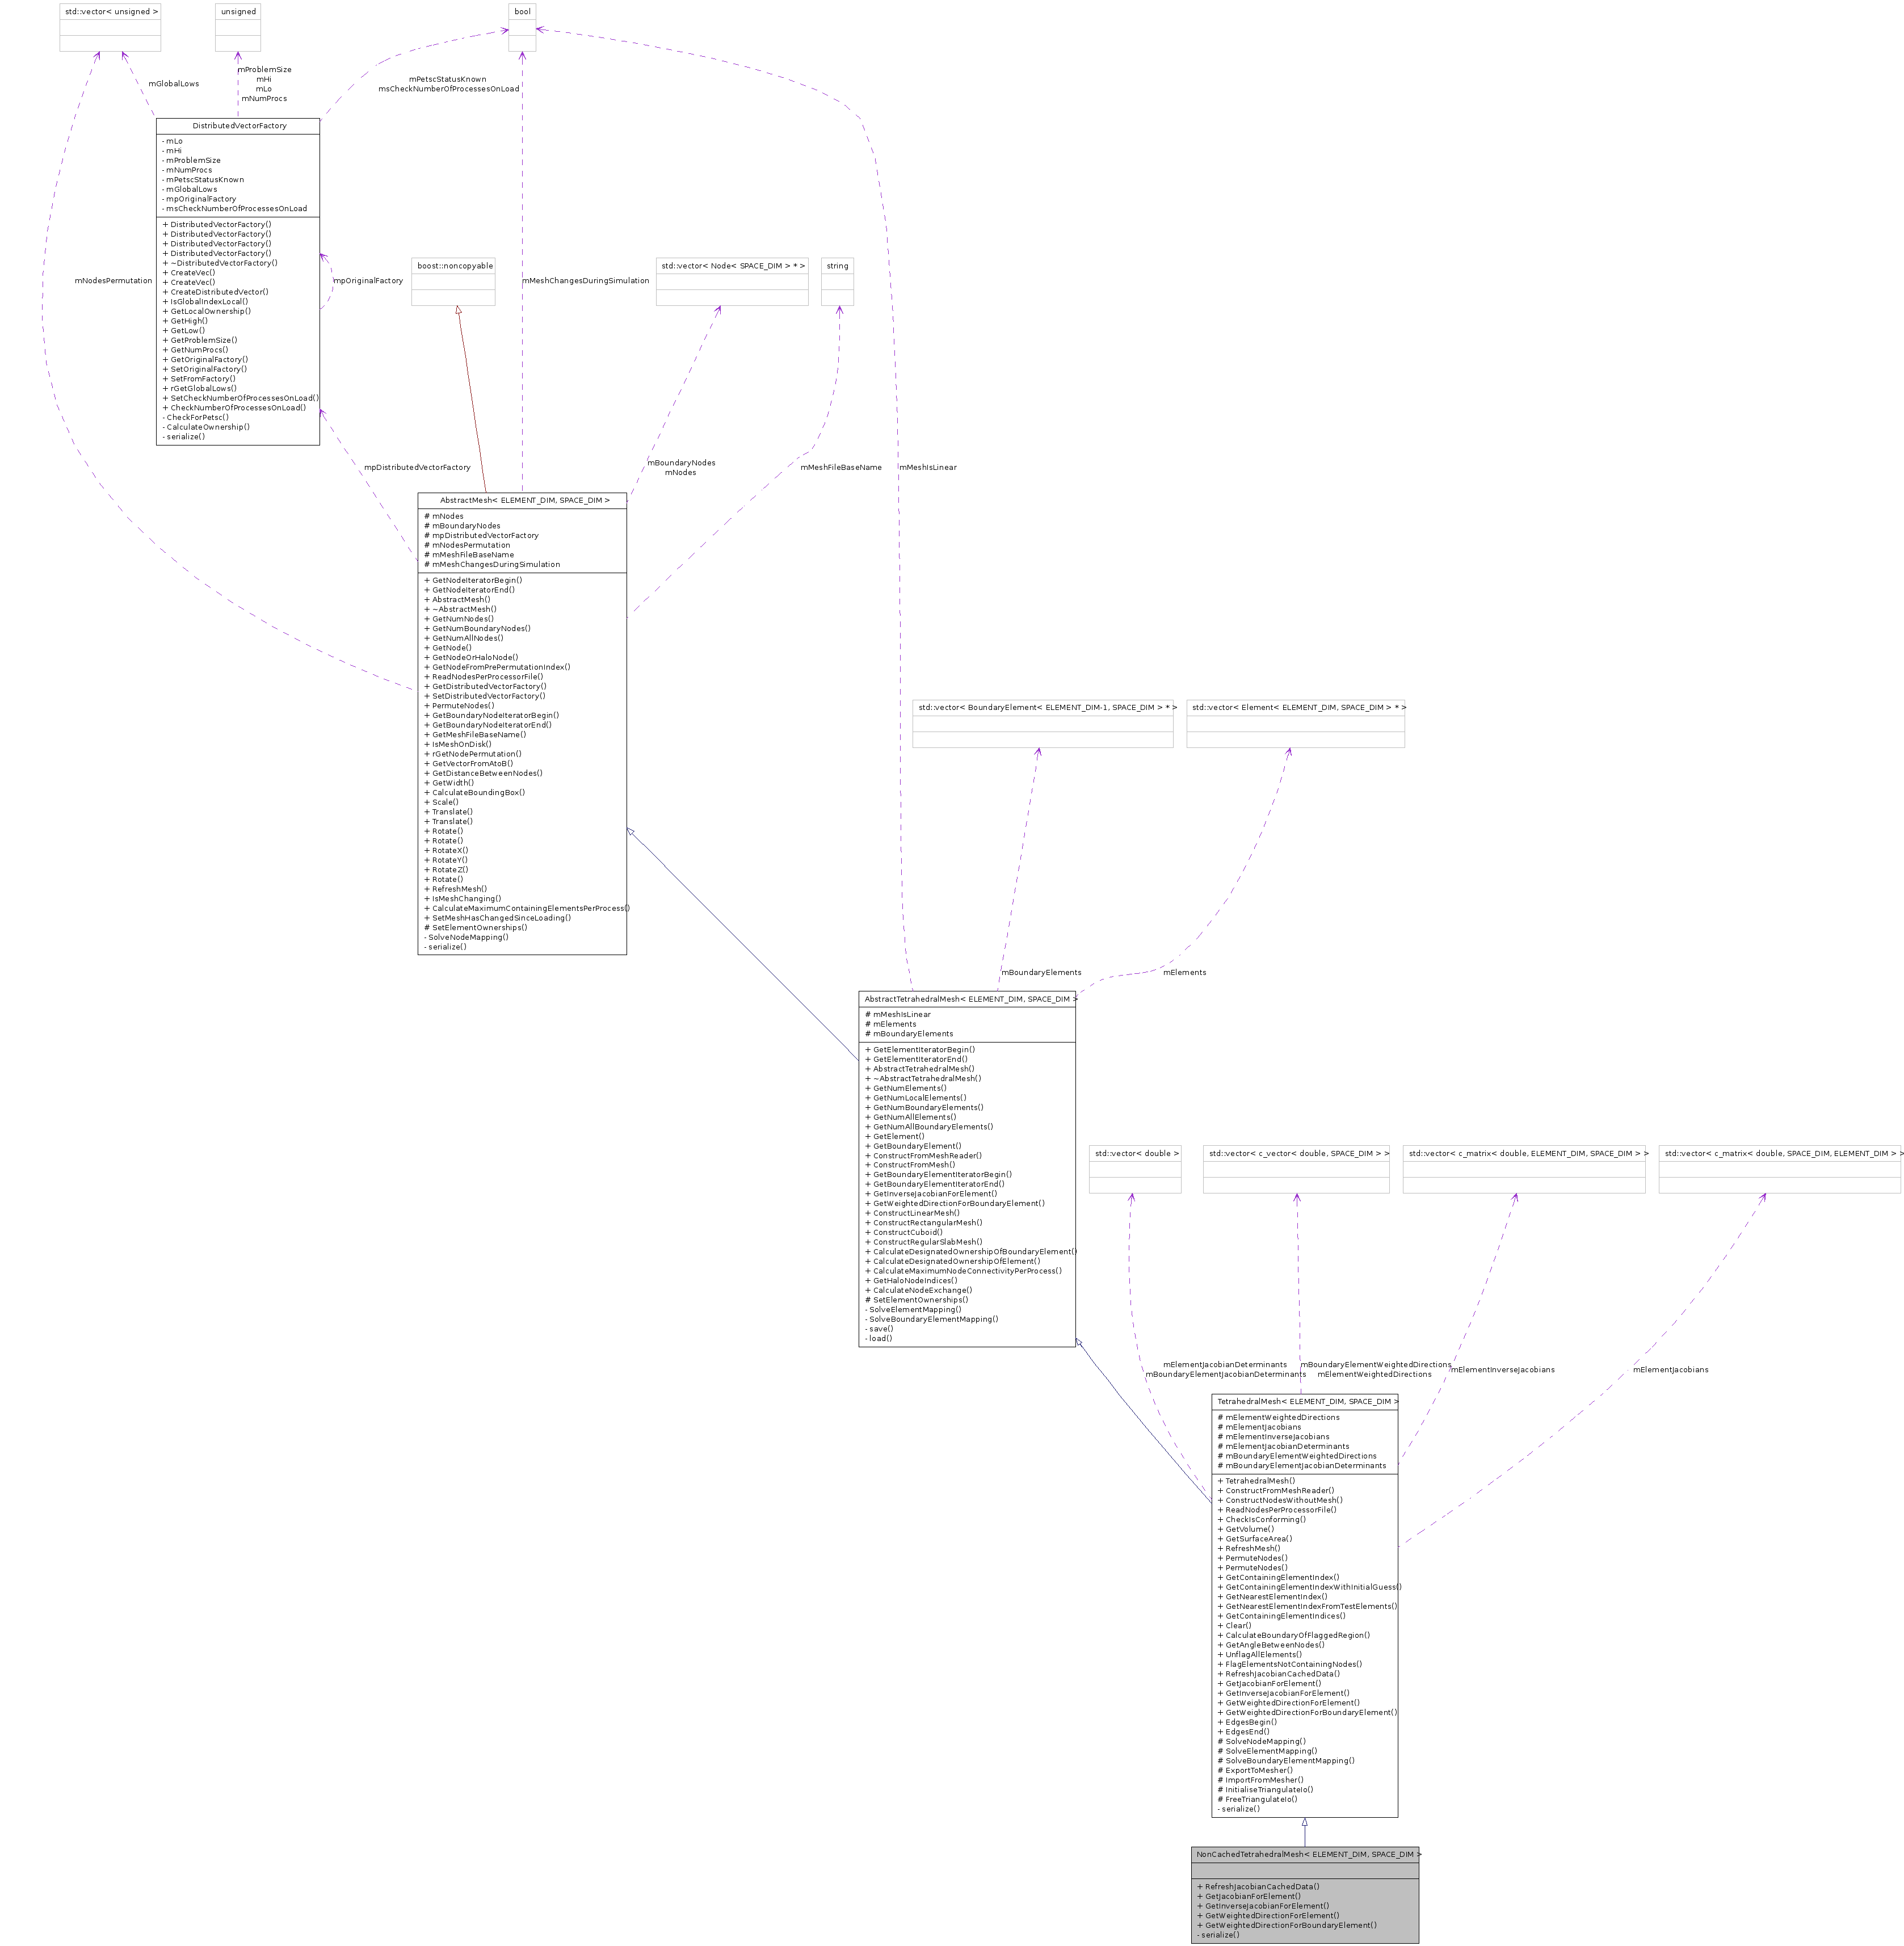 std::vector< unsigned >
unsigned
bool
mGlobalLows
mProblemSize
mHi
mLo
mNumProcs
mPetscStatusKnown
msCheckNumberOfProcessesOnLoad
DistributedVectorFactory
- mLo
- mHi
- mProblemSize
- mNumProcs
- mPetscStatusKnown
- mGlobalLows
- mpOriginalFactory
- msCheckNumberOfProcessesOnLoad
+ DistributedVectorFactory()
+ DistributedVectorFactory()
+ DistributedVectorFactory()
+ DistributedVectorFactory()
+ ~DistributedVectorFactory()
+ CreateVec()
+ CreateVec()
+ CreateDistributedVector()
+ IsGlobalIndexLocal()
+ GetLocalOwnership()
+ GetHigh()
+ GetLow()
+ GetProblemSize()
+ GetNumProcs()
+ GetOriginalFactory()
+ SetOriginalFactory()
+ SetFromFactory()
+ rGetGlobalLows()
+ SetCheckNumberOfProcessesOnLoad()
+ CheckNumberOfProcessesOnLoad()
- CheckForPetsc()
- CalculateOwnership()
- serialize()
mNodesPermutation
mpOriginalFactory
boost::noncopyable
mMeshChangesDuringSimulation
std::vector< Node< SPACE_DIM > * >
string
mpDistributedVectorFactory
mBoundaryNodes
mNodes
mMeshFileBaseName
mMeshIsLinear
AbstractMesh< ELEMENT_DIM, SPACE_DIM >
# mNodes
# mBoundaryNodes
# mpDistributedVectorFactory
# mNodesPermutation
# mMeshFileBaseName
# mMeshChangesDuringSimulation
+ GetNodeIteratorBegin()
+ GetNodeIteratorEnd()
+ AbstractMesh()
+ ~AbstractMesh()
+ GetNumNodes()
+ GetNumBoundaryNodes()
+ GetNumAllNodes()
+ GetNode()
+ GetNodeOrHaloNode()
+ GetNodeFromPrePermutationIndex()
+ ReadNodesPerProcessorFile()
+ GetDistributedVectorFactory()
+ SetDistributedVectorFactory()
+ PermuteNodes()
+ GetBoundaryNodeIteratorBegin()
+ GetBoundaryNodeIteratorEnd()
+ GetMeshFileBaseName()
+ IsMeshOnDisk()
+ rGetNodePermutation()
+ GetVectorFromAtoB()
+ GetDistanceBetweenNodes()
+ GetWidth()
+ CalculateBoundingBox()
+ Scale()
+ Translate()
+ Translate()
+ Rotate()
+ Rotate()
+ RotateX()
+ RotateY()
+ RotateZ()
+ Rotate()
+ RefreshMesh()
+ IsMeshChanging()
+ CalculateMaximumContainingElementsPerProcess()
+ SetMeshHasChangedSinceLoading()
# SetElementOwnerships()
- SolveNodeMapping()
- serialize()
std::vector< BoundaryElement< ELEMENT_DIM-1, SPACE_DIM > * >
std::vector< Element< ELEMENT_DIM, SPACE_DIM > * >
mBoundaryElements
mElements
AbstractTetrahedralMesh< ELEMENT_DIM, SPACE_DIM >
# mMeshIsLinear
# mElements
# mBoundaryElements
+ GetElementIteratorBegin()
+ GetElementIteratorEnd()
+ AbstractTetrahedralMesh()
+ ~AbstractTetrahedralMesh()
+ GetNumElements()
+ GetNumLocalElements()
+ GetNumBoundaryElements()
+ GetNumAllElements()
+ GetNumAllBoundaryElements()
+ GetElement()
+ GetBoundaryElement()
+ ConstructFromMeshReader()
+ ConstructFromMesh()
+ GetBoundaryElementIteratorBegin()
+ GetBoundaryElementIteratorEnd()
+ GetInverseJacobianForElement()
+ GetWeightedDirectionForBoundaryElement()
+ ConstructLinearMesh()
+ ConstructRectangularMesh()
+ ConstructCuboid()
+ ConstructRegularSlabMesh()
+ CalculateDesignatedOwnershipOfBoundaryElement()
+ CalculateDesignatedOwnershipOfElement()
+ CalculateMaximumNodeConnectivityPerProcess()
+ GetHaloNodeIndices()
+ CalculateNodeExchange()
# SetElementOwnerships()
- SolveElementMapping()
- SolveBoundaryElementMapping()
- save()
- load()
std::vector< double >
std::vector< c_vector< double, SPACE_DIM > >
std::vector< c_matrix< double, ELEMENT_DIM, SPACE_DIM > >
std::vector< c_matrix< double, SPACE_DIM, ELEMENT_DIM > >
mElementJacobianDeterminants
mBoundaryElementJacobianDeterminants
mBoundaryElementWeightedDirections
mElementWeightedDirections
mElementInverseJacobians
mElementJacobians
TetrahedralMesh< ELEMENT_DIM, SPACE_DIM >
# mElementWeightedDirections
# mElementJacobians
# mElementInverseJacobians
# mElementJacobianDeterminants
# mBoundaryElementWeightedDirections
# mBoundaryElementJacobianDeterminants
+ TetrahedralMesh()
+ ConstructFromMeshReader()
+ ConstructNodesWithoutMesh()
+ ReadNodesPerProcessorFile()
+ CheckIsConforming()
+ GetVolume()
+ GetSurfaceArea()
+ RefreshMesh()
+ PermuteNodes()
+ PermuteNodes()
+ GetContainingElementIndex()
+ GetContainingElementIndexWithInitialGuess()
+ GetNearestElementIndex()
+ GetNearestElementIndexFromTestElements()
+ GetContainingElementIndices()
+ Clear()
+ CalculateBoundaryOfFlaggedRegion()
+ GetAngleBetweenNodes()
+ UnflagAllElements()
+ FlagElementsNotContainingNodes()
+ RefreshJacobianCachedData()
+ GetJacobianForElement()
+ GetInverseJacobianForElement()
+ GetWeightedDirectionForElement()
+ GetWeightedDirectionForBoundaryElement()
+ EdgesBegin()
+ EdgesEnd()
# SolveNodeMapping()
# SolveElementMapping()
# SolveBoundaryElementMapping()
# ExportToMesher()
# ImportFromMesher()
# InitialiseTriangulateIo()
# FreeTriangulateIo()
- serialize()
NonCachedTetrahedralMesh< ELEMENT_DIM, SPACE_DIM >
+ RefreshJacobianCachedData()
+ GetJacobianForElement()
+ GetInverseJacobianForElement()
+ GetWeightedDirectionForElement()
+ GetWeightedDirectionForBoundaryElement()
- serialize()